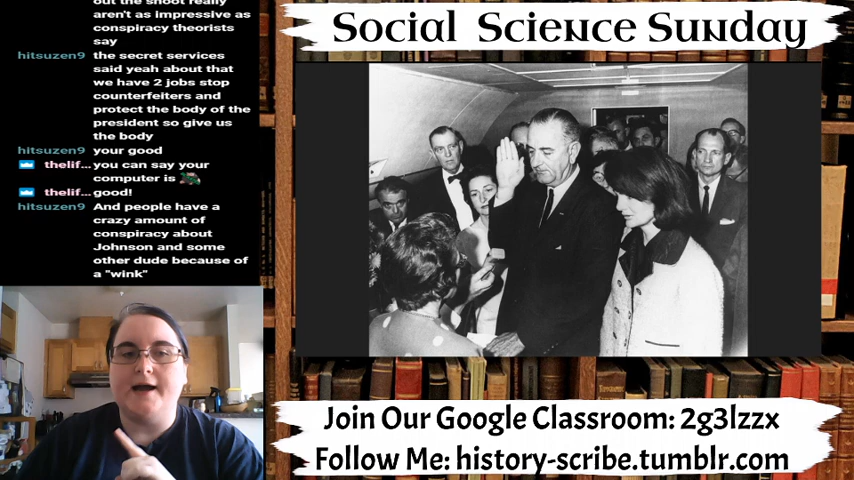 out the shoot really
aren't as impressive as
conspiracy theorists
say
hitsuzen9 the secret services
said yeah about that
we have 2 jobs stop
counterfeiters and
protect the body of the
president so give us
the body
hitsuzen9 your good
thelif... you can say your
computer is
thelif... good!
hitsuzen9 And people have a
crazy amount of
conspiracy about
Johnson and some
other dude because of
a "wink"
Social Science Sunday
Join Our Google Classroom: 2g3lzzx
Follow Me: history-scribe.tumblr.com